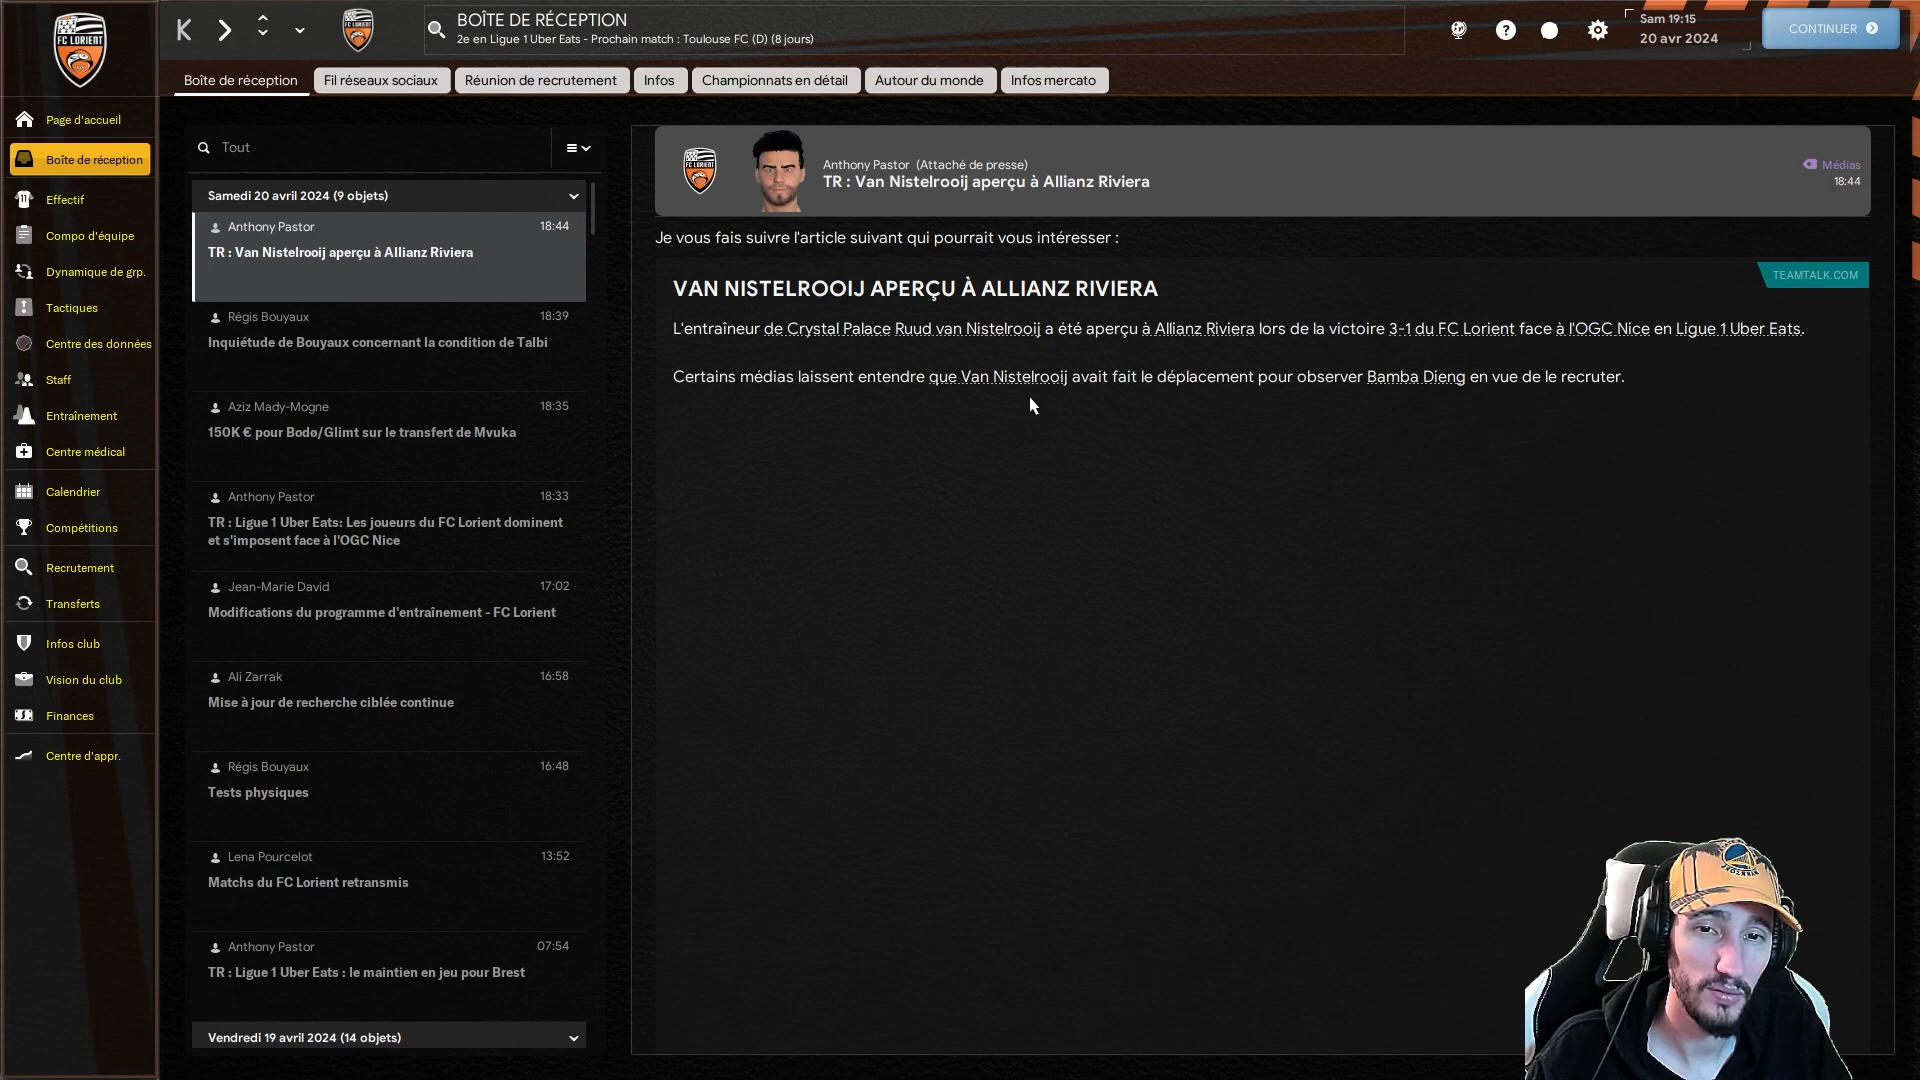 FC LORIENT
BOÎTE DE RÉCEPTION
2e en Ligue 1 Uber Eats - Prochain match : Toulouse FC (D) (8 jours)
Sam 19:15
20 avr 2024
CONTINUER
Boîte de réception
Fil réseaux sociaux
Réunion de recrutement
Infos
Championnats en détail
Autour du monde
Infos mercato
Page d'accueil
Boîte de réception
Effectif
Compo d'équipe
Dynamique de grp.
Tactiques
Centre des données
Staff
Entraînement
Centre médical
Calendrier
Compétitions
Recrutement
Transferts
Infos club
Vision du club
Finances
Centre d'appr.
Tout
Samedi 20 avril 2024 (9 objets)
Anthony Pastor 18:44
TR : Van Nistelrooij aperçu à Allianz Riviera
Régis Bouyaux 18:39
Inquiétude de Bouyaux concernant la condition de Talbi
Aziz Mady-Mogne 18:35
150K € pour Bodø/Glimt sur le transfert de Mvuka
Anthony Pastor 18:33
TR : Ligue 1 Uber Eats: Les joueurs du FC Lorient dominent
et s'imposent face à l'OGC Nice
Jean-Marie David 17:02
Modifications du programme d'entraînement - FC Lorient
Ali Zarrak 16:58
Mise à jour de recherche ciblée continue
Régis Bouyaux 16:48
Tests physiques
Lena Pourcelot 13:52
Matchs du FC Lorient retransmis
Anthony Pastor 07:54
TR : Ligue 1 Uber Eats : le maintien en jeu pour Brest
Vendredi 19 avril 2024 (14 objets)
FC LORIENT
Anthony Pastor (Attaché de presse)
TR : Van Nistelrooij aperçu à Allianz Riviera
Médias
18:44
Je vous fais suivre l'article suivant qui pourrait vous intéresser :
TEAMTALK.COM
VAN NISTELROOIJ APERÇU À ALLIANZ RIVIERA
L'entraîneur de Crystal Palace Ruud van Nistelrooij a été aperçu à Allianz Riviera lors de la victoire 3-1 du FC Lorient face à l'OGC Nice en Ligue 1 Uber Eats.
Certains médias laissent entendre que Van Nistelrooij avait fait le déplacement pour observer Bamba Dieng en vue de le recruter.